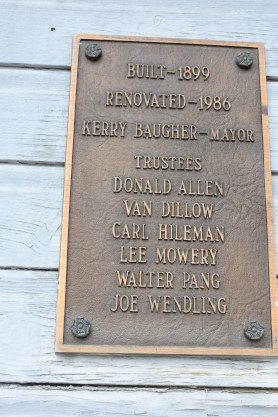 BUILT-1899
RENOVATED-1986
KERRY BAUGHER-MAYOR
TRUSTEES
DONALD ALLEN
VAN DILLOW
CARL HILEMAN
LEE MOWERY
WALTER PANG
JOE WENDLING